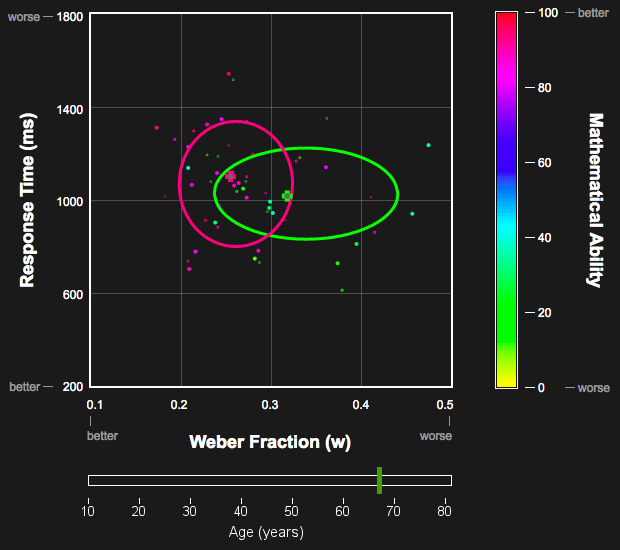 worse
1800
1400
1000
600
better
200
Response Time (ms)
0.1
0.2
0.3
0.4
0.5
better
worse
Weber Fraction (w)
100
better
80
60
40
20
0
worse
Mathematical Ability
10
20
30
40
50
60
70
80
Age (years)